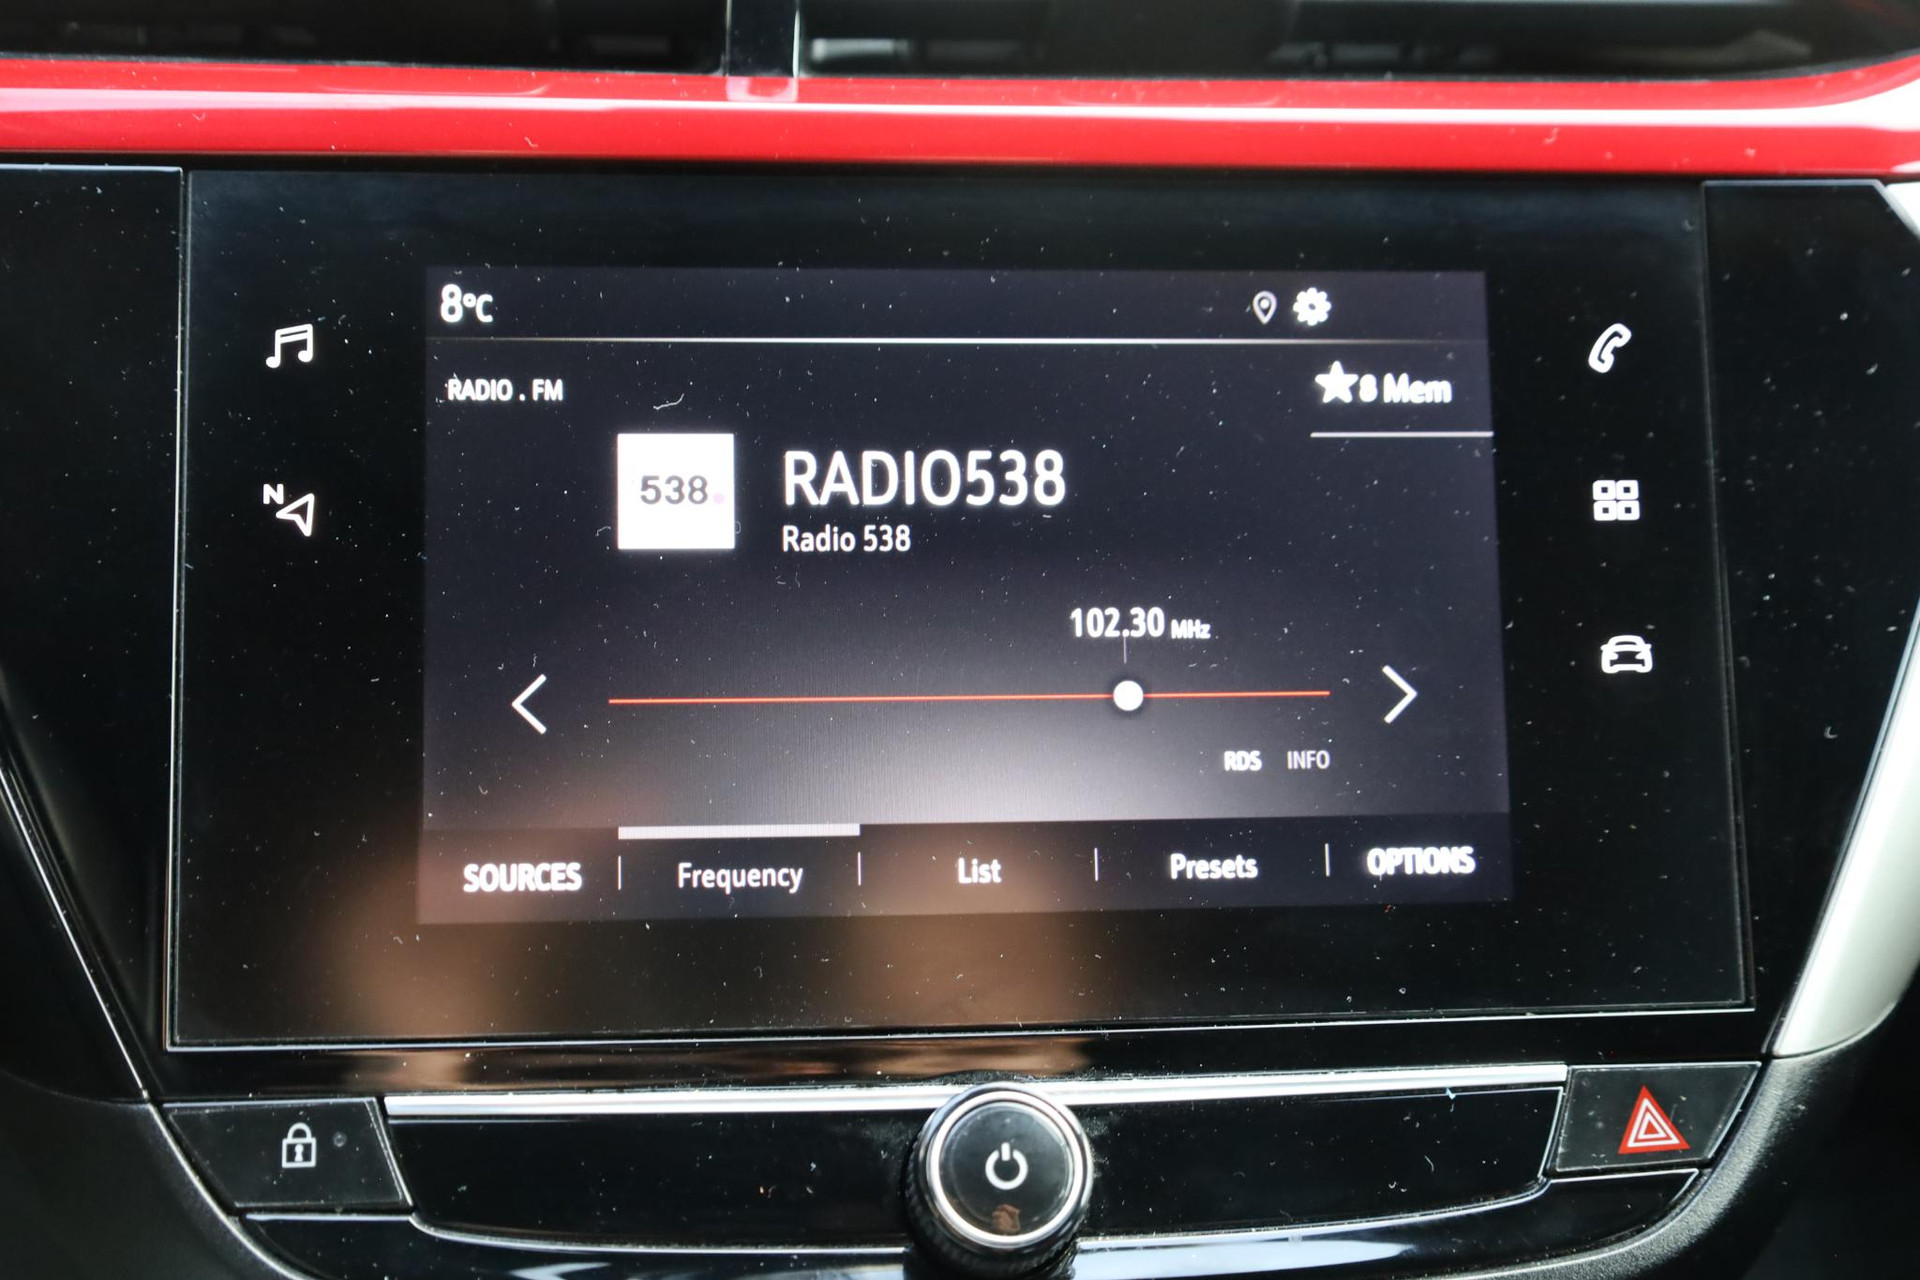 8°C
RADIO . FM
★8 Mem
538.
RADIO538
Radio 538
N
102.30 MHz
RDS INFO
SOURCES Frequency List Presets OPTIONS